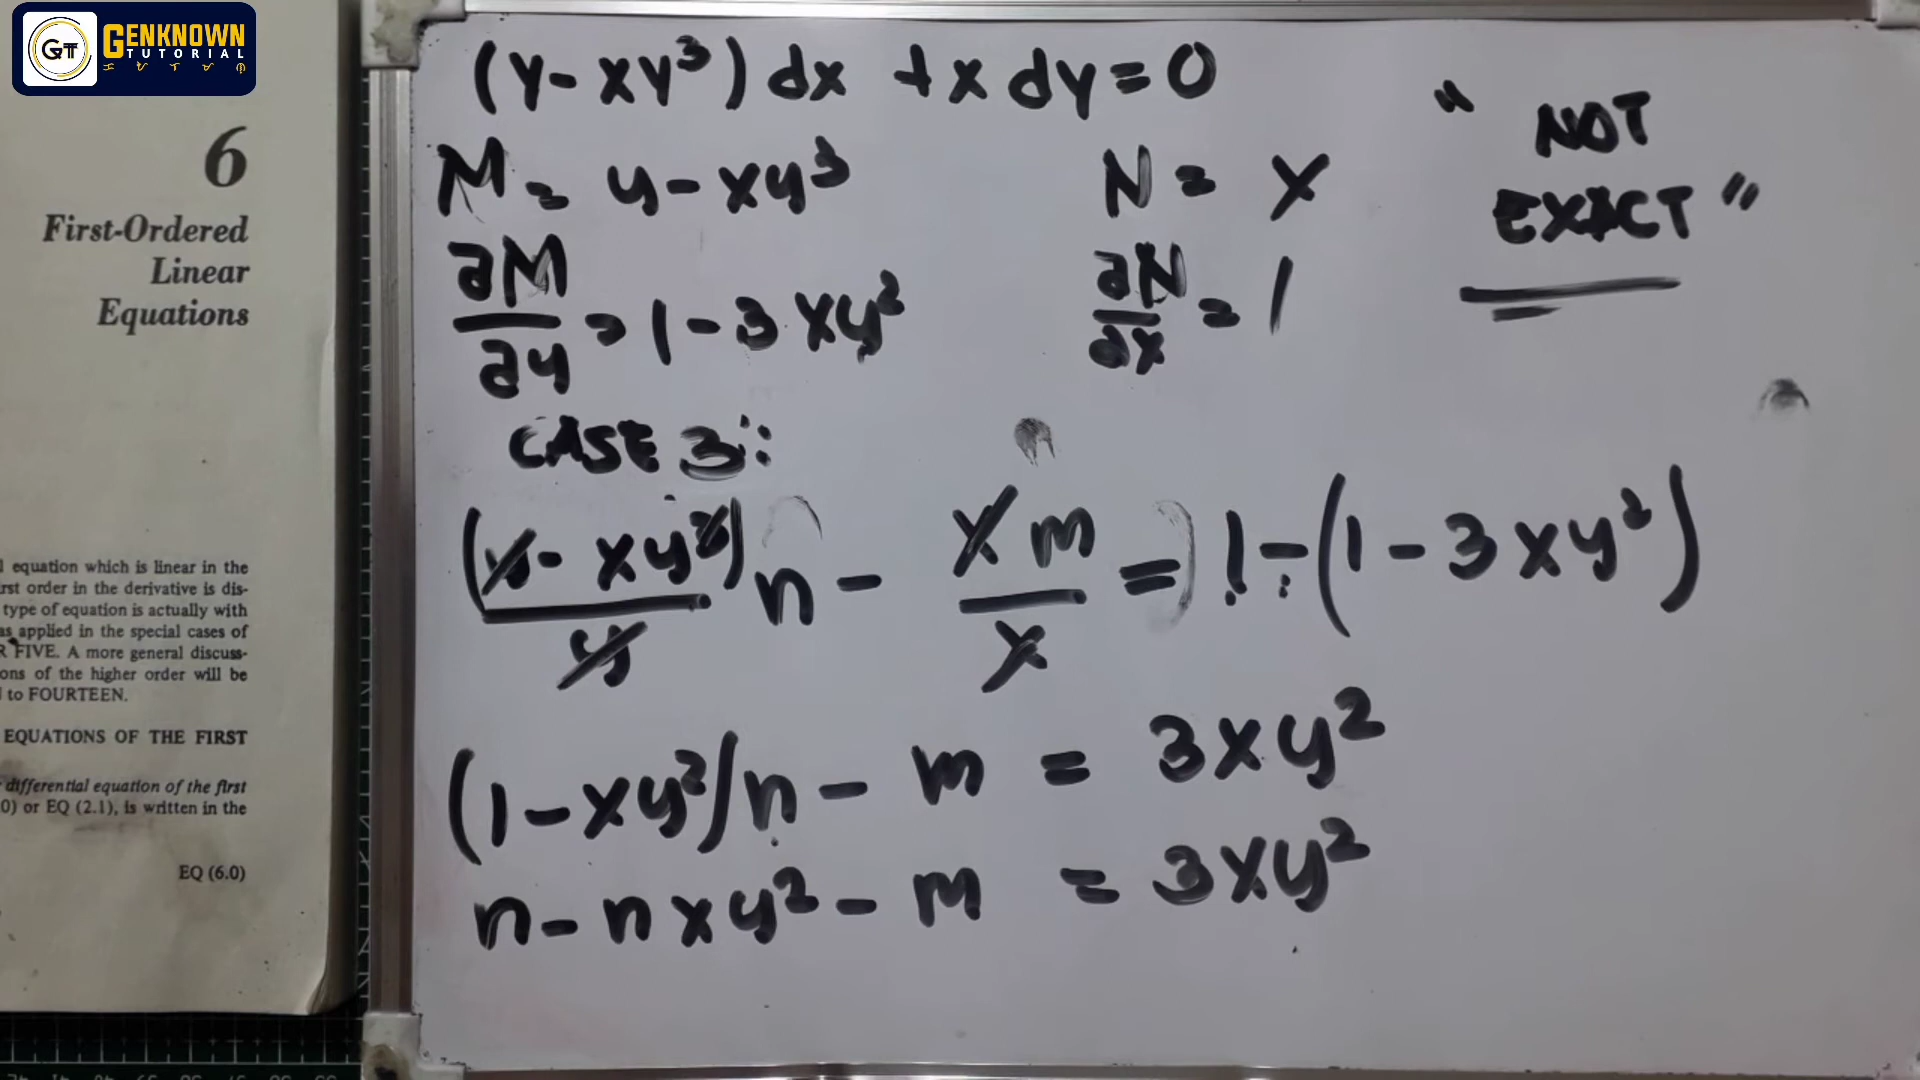 GT GENKNOWN
TUTORIAL
6
First-Ordered
Linear
Equations
equation which is linear in the
rst order in the derivative is dis-
type of equation is actually with
as applied in the special cases of
R FIVE. A more general discuss-
ons of the higher order will be
to FOURTEEN.
EQUATIONS OF THE FIRST
differential equation of the first
0) or EQ (2.1), is written in the
EQ (6.0)
(y - xy³) dx + x dy = 0
M = y - xy³ N = x
∂M/∂y = 1 - 3xy² ∂N/∂x = 1
" NOT
EXACT "
CASE 3:
(y - xy³)/y n - xm/x = 1 - (1 - 3xy²)
(1 - xy²)n - m = 3xy²
n - nxy² - m = 3xy²